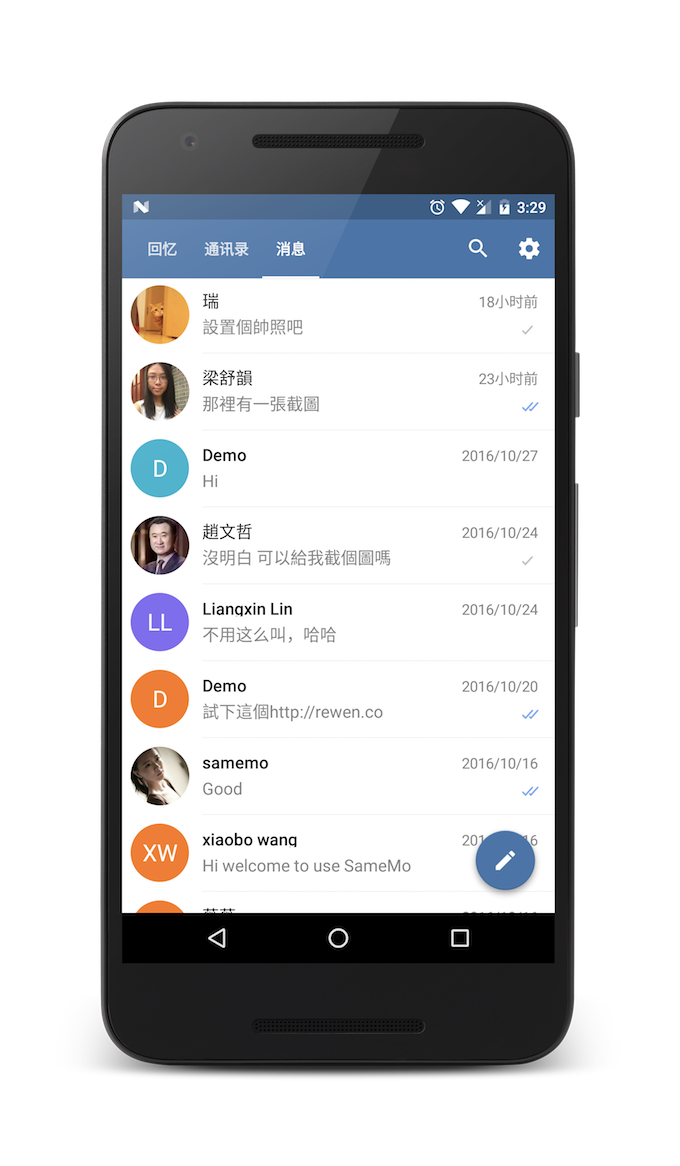 3:29
回忆 通讯录 消息
瑞 18小时前
設置個帥照吧
梁舒韻 23小时前
那裡有一張截圖
D Demo 2016/10/27
Hi
趙文哲 2016/10/24
沒明白 可以給我截個圖嗎
LL Liangxin Lin 2016/10/24
不用这么叫，哈哈
D Demo 2016/10/20
試下這個http://rewen.co
samemo 2016/10/16
Good
XW xiaobo wang
Hi welcome to use SameMo